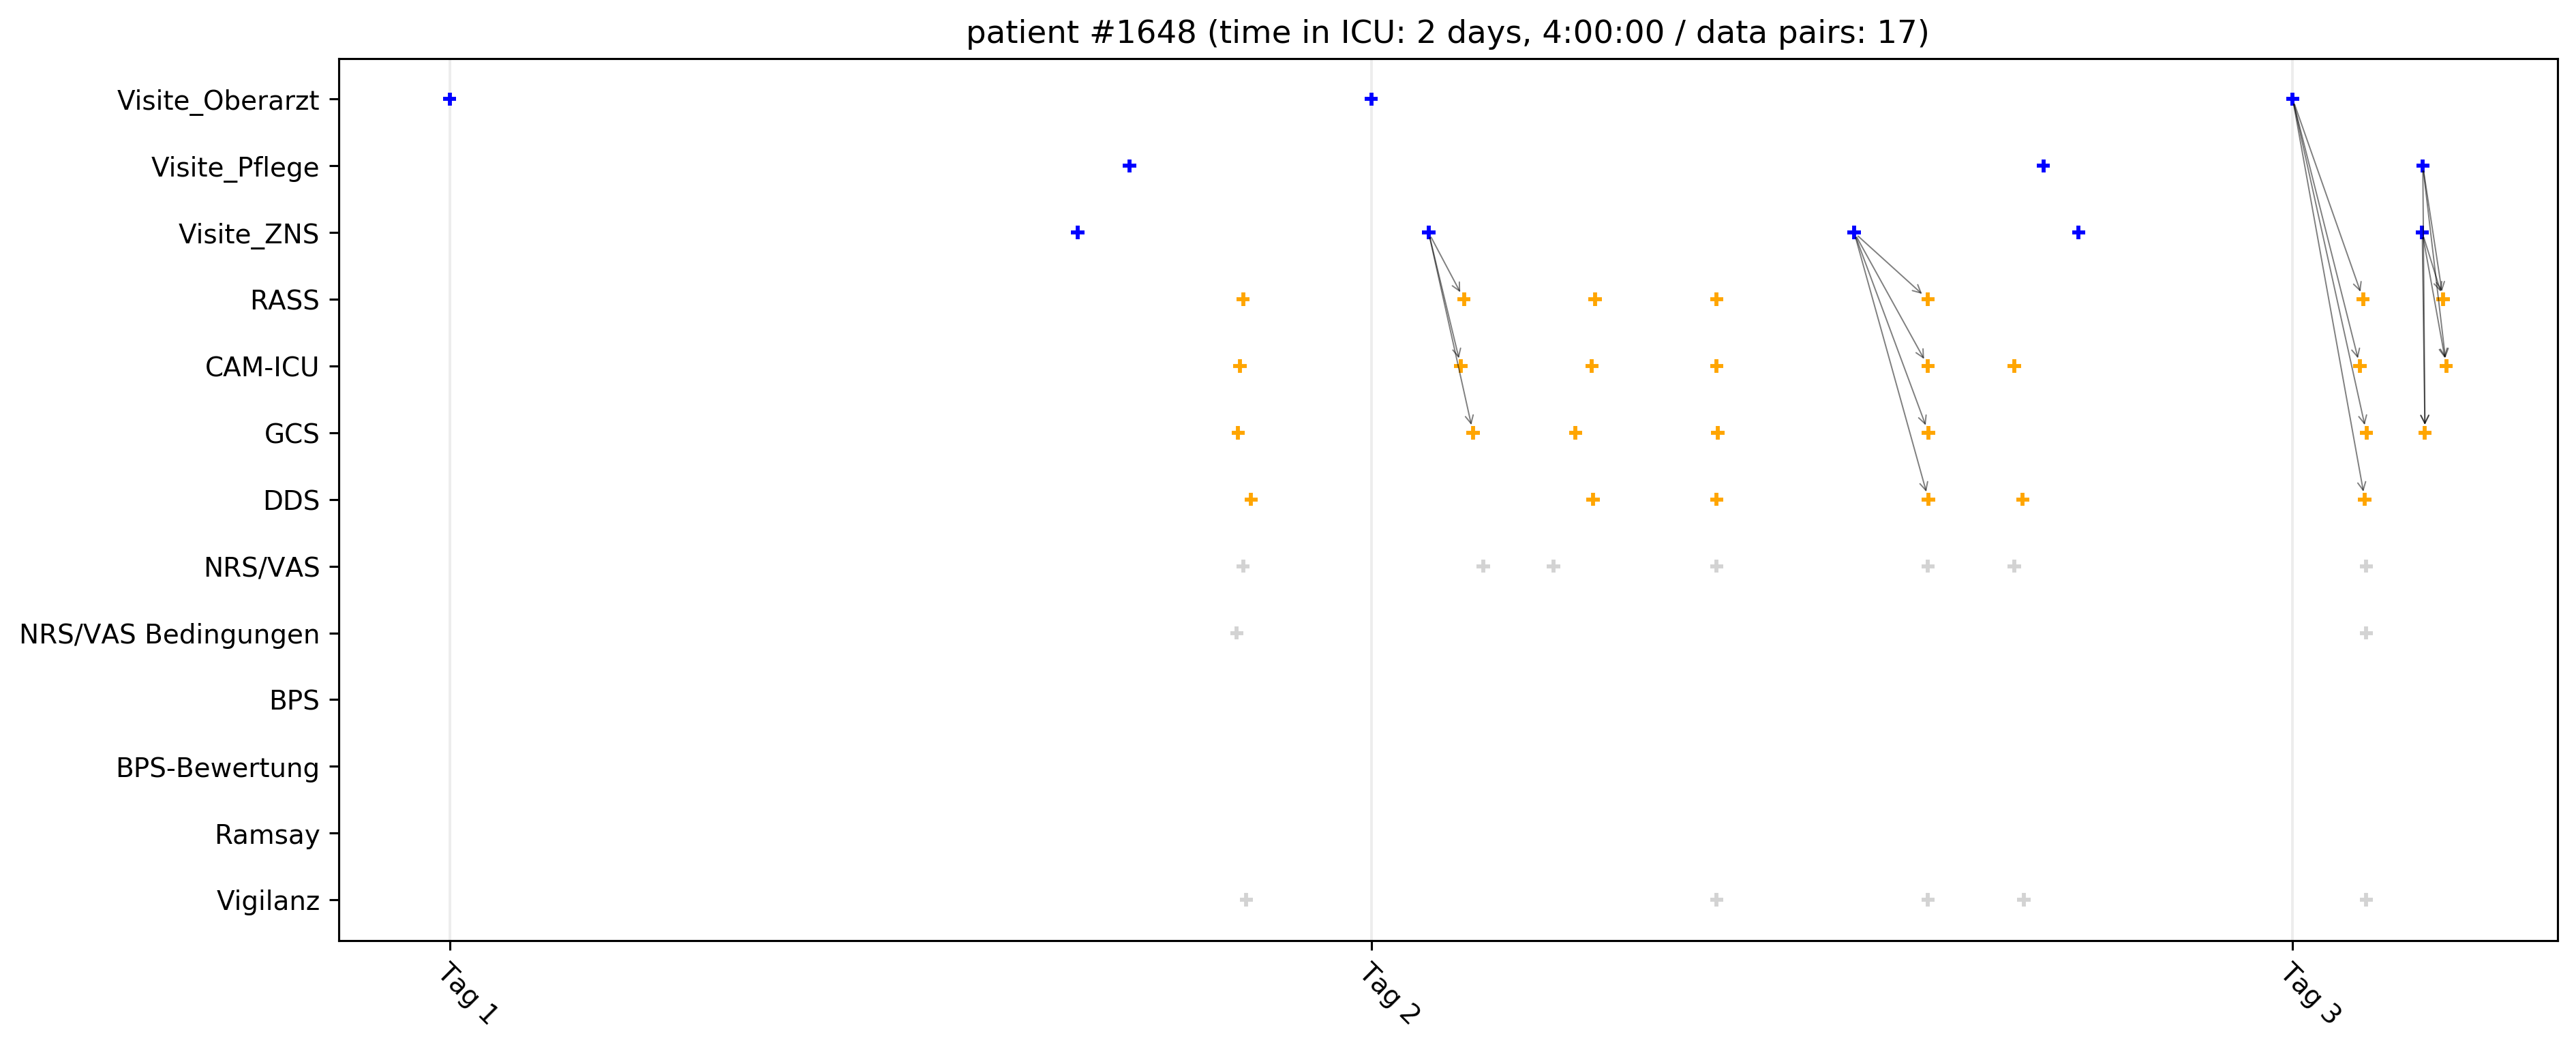 patient #1648 (time in ICU: 2 days, 4:00:00 / data pairs: 17)
Visite_Oberarzt
Visite_Pflege
Visite_ZNS
RASS
CAM-ICU
GCS
DDS
NRS/VAS
NRS/VAS Bedingungen
BPS
BPS-Bewertung
Ramsay
Vigilanz
Tag 1
Tag 2
Tag 3